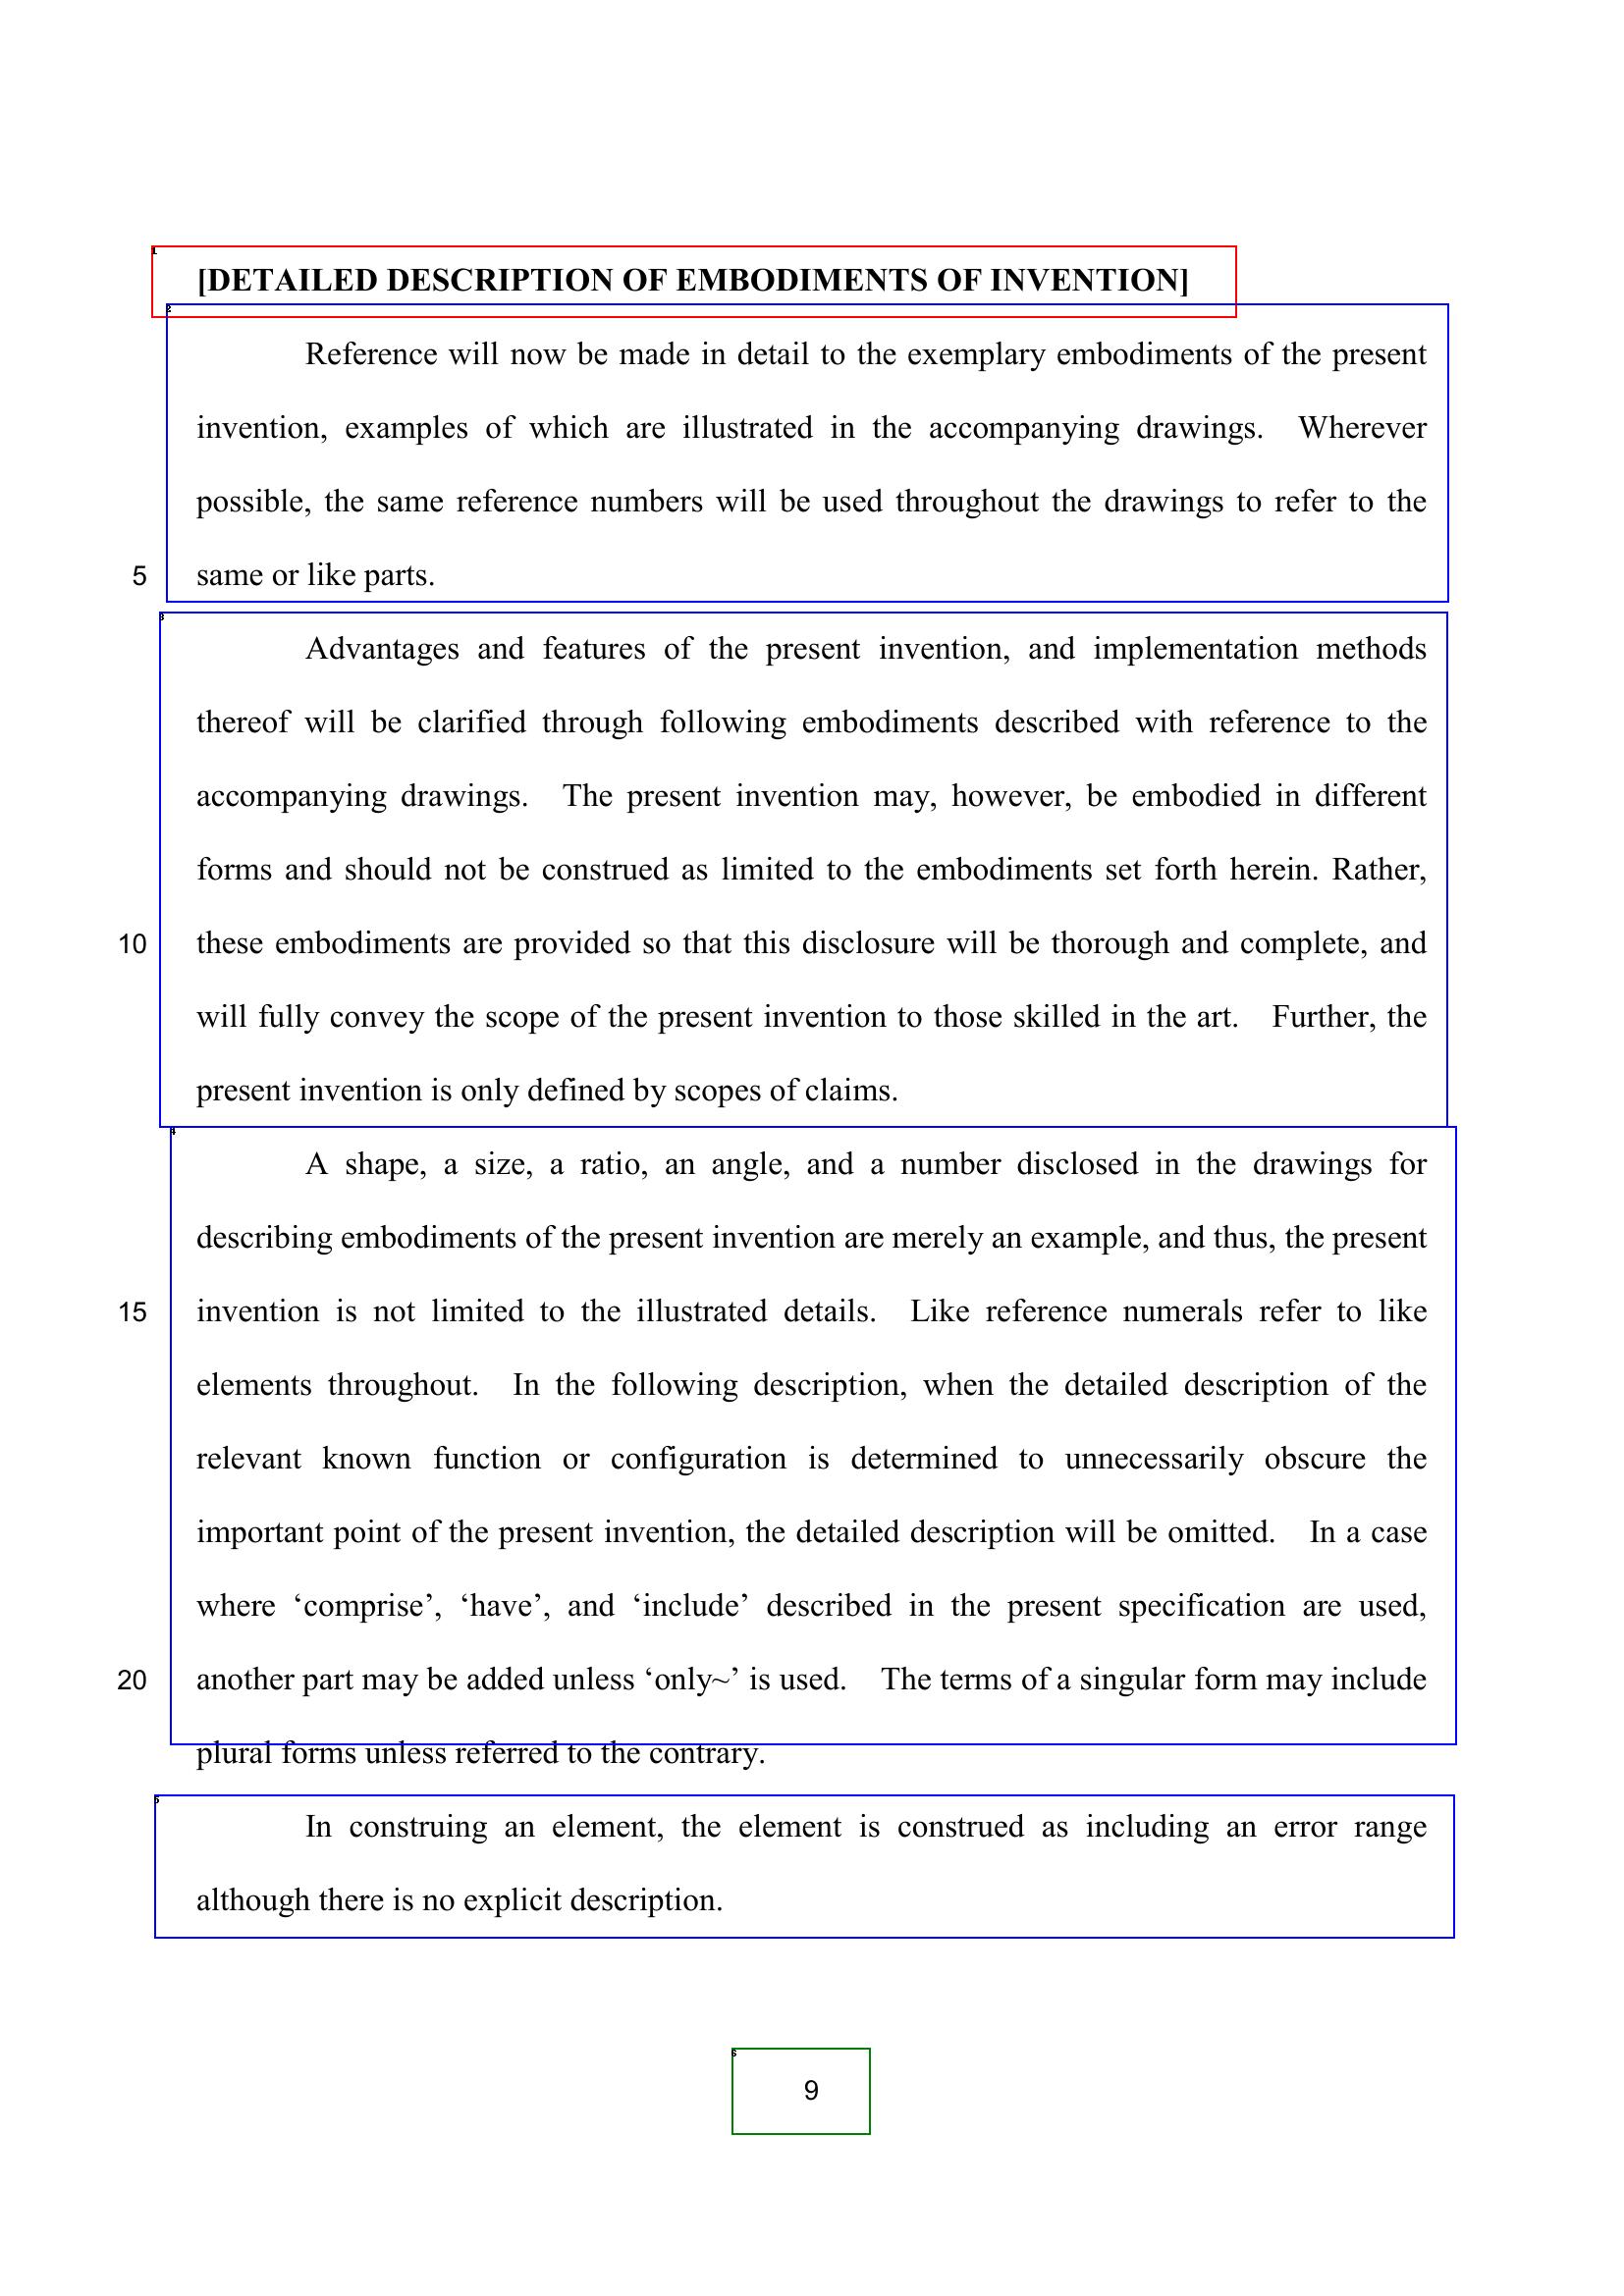 [DETAILED DESCRIPTION OF EMBODIMENTS OF INVENTION]
Reference will now be made in detail to the exemplary embodiments of the present
invention, examples of which are illustrated in the accompanying drawings. Wherever
possible, the same reference numbers will be used throughout the drawings to refer to the
5 same or like parts.
Advantages and features of the present invention, and implementation methods
thereof will be clarified through following embodiments described with reference to the
accompanying drawings. The present invention may, however, be embodied in different
forms and should not be construed as limited to the embodiments set forth herein. Rather,
10 these embodiments are provided so that this disclosure will be thorough and complete, and
will fully convey the scope of the present invention to those skilled in the art. Further, the
present invention is only defined by scopes of claims.
A shape, a size, a ratio, an angle, and a number disclosed in the drawings for
describing embodiments of the present invention are merely an example, and thus, the present
15 invention is not limited to the illustrated details. Like reference numerals refer to like
elements throughout. In the following description, when the detailed description of the
relevant known function or configuration is determined to unnecessarily obscure the
important point of the present invention, the detailed description will be omitted. In a case
where ‘comprise’, ‘have’, and ‘include’ described in the present specification are used,
20 another part may be added unless ‘only~’ is used. The terms of a singular form may include
plural forms unless referred to the contrary.
In construing an element, the element is construed as including an error range
although there is no explicit description.
9